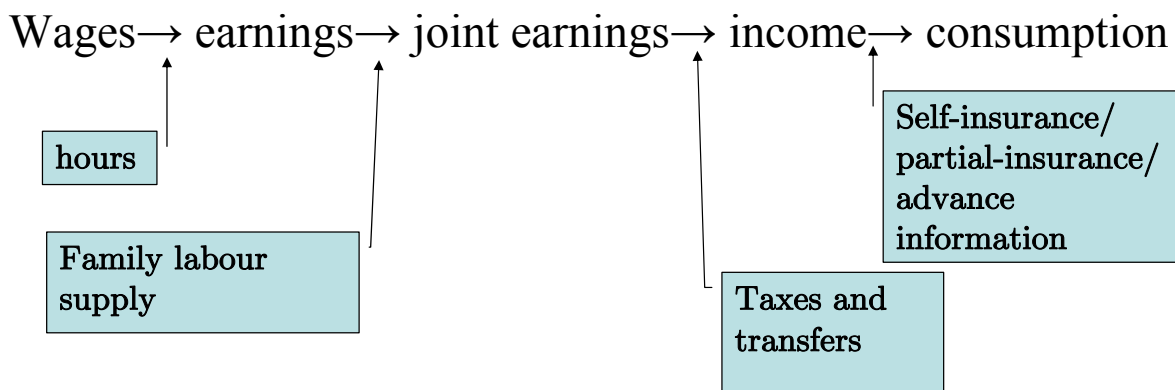 Wages→ earnings→ joint earnings→ income→ consumption
hours
Family labour
supply
Taxes and
transfers
Self-insurance/
partial-insurance/
advance
information